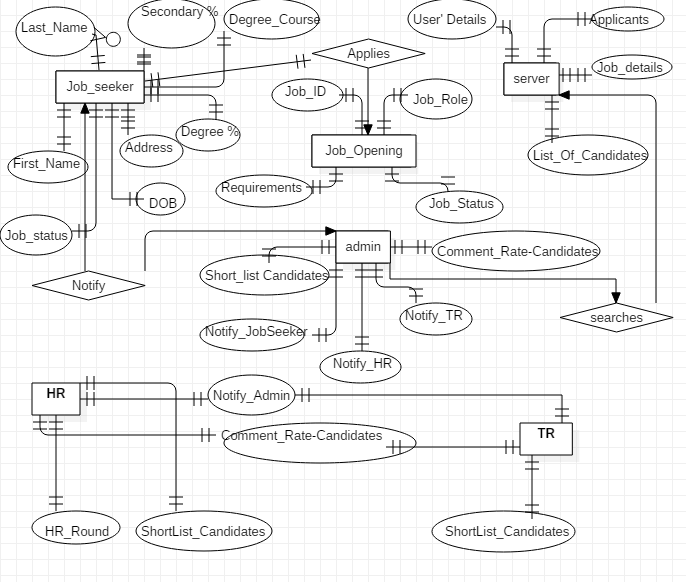 Secondary %
Last_Name
Degree_Course
User' Details
Applicants
Applies
Job_details
server
Job_seeker
Job_ID
Job_Role
Degree %
Address
Job_Opening
List_Of_Candidates
First_Name
Requirements
DOB
Job_Status
Job_status
admin
Comment_Rate-Candidates
Short_list Candidates
Notify
Notify_TR
searches
Notify_JobSeeker
Notify_HR
HR
Notify_Admin
Comment_Rate-Candidates
TR
HR_Round
ShortList_Candidates
ShortList_Candidates